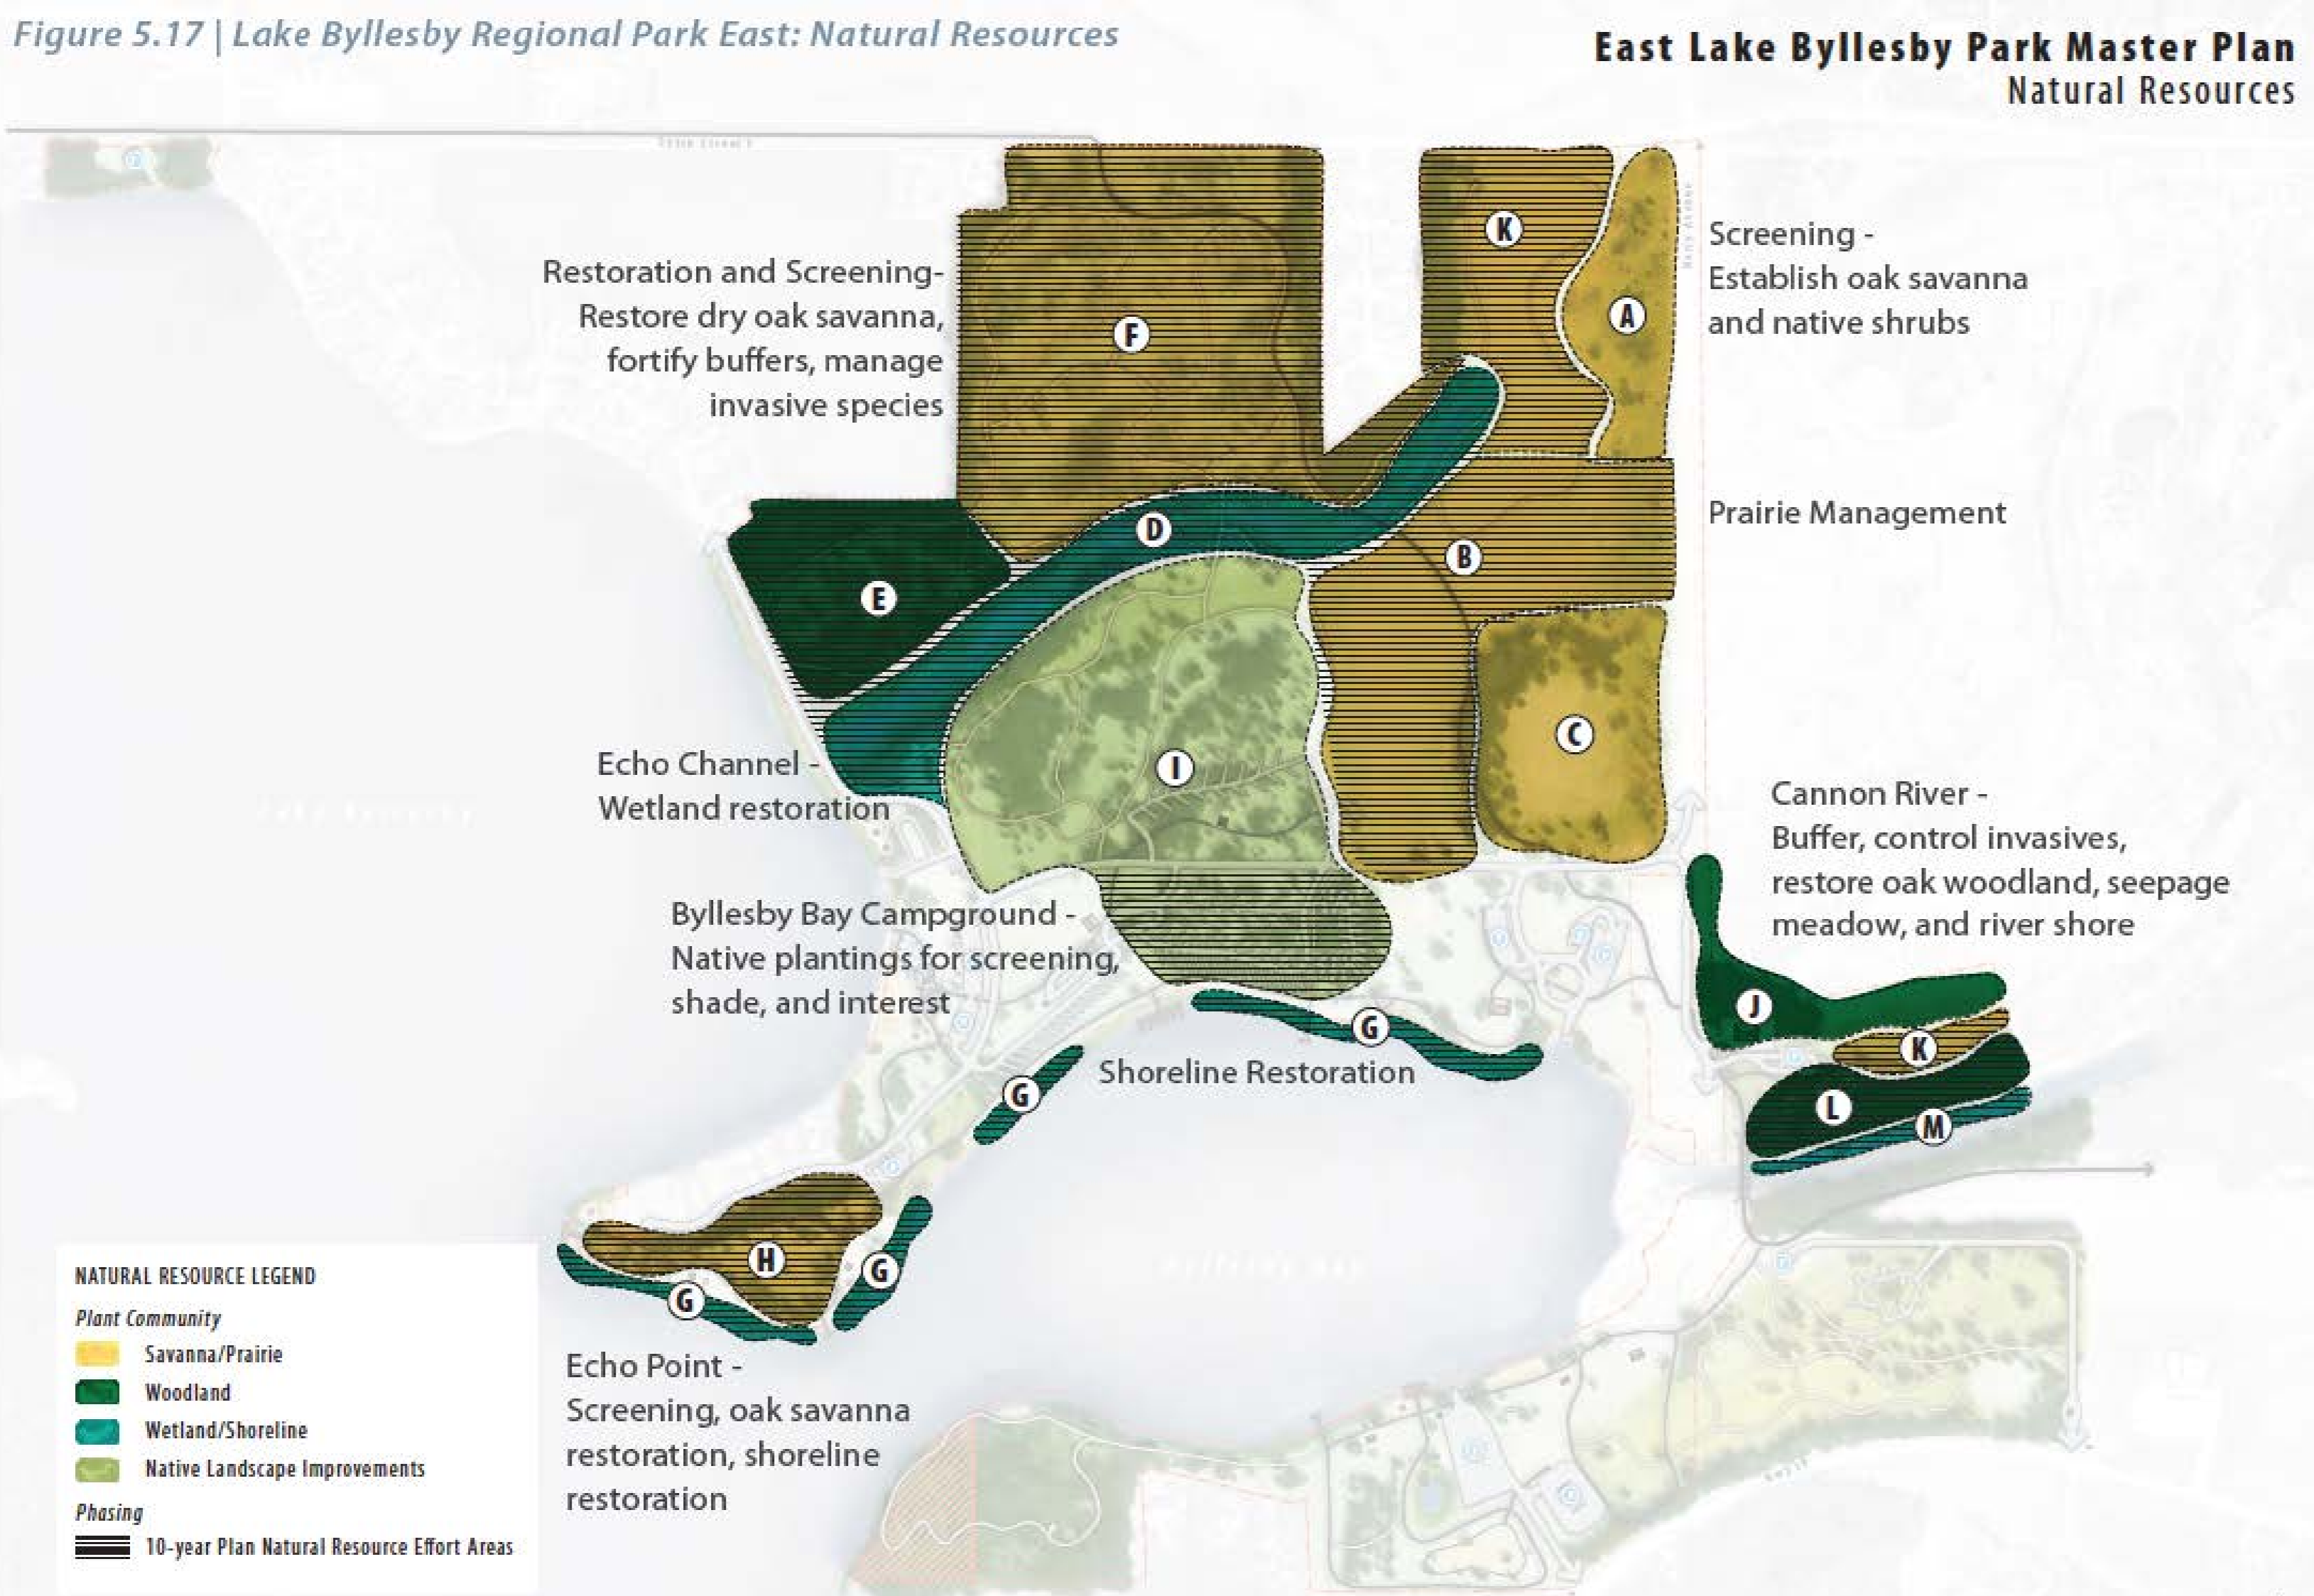 Figure 5.17 | Lake Byllesby Regional Park East: Natural Resources
East Lake Byllesby Park Master Plan
Natural Resources
K
A
F
Screening -
Establish oak savanna
and native shrubs
Restoration and Screening-
Restore dry oak savanna,
fortify buffers, manage
invasive species
D
B
E
Prairie Management
C
I
Echo Channel -
Wetland restoration
Cannon River -
Buffer, control invasives,
restore oak woodland, seepage
meadow, and river shore
Byllesby Bay Campground -
Native plantings for screening,
shade, and interest
J
G
K
Shoreline Restoration
G
L
M
H
G
G
Echo Point -
Screening, oak savanna
restoration, shoreline
restoration
NATURAL RESOURCE LEGEND
Plant Community
Savanna/Prairie
Woodland
Wetland/Shoreline
Native Landscape Improvements
Phasing
10-year Plan Natural Resource Effort Areas